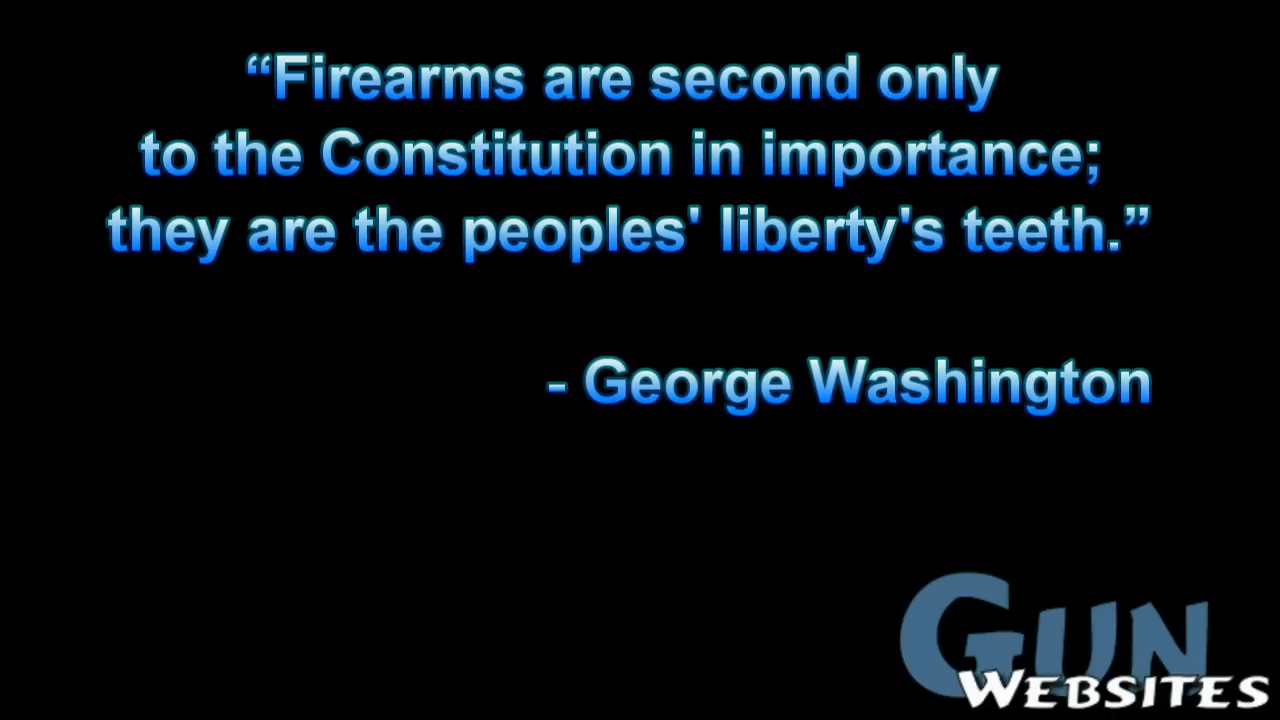 “Firearms are second only
to the Constitution in importance;
they are the peoples' liberty's teeth.”
- George Washington
GUN
WEBSITES